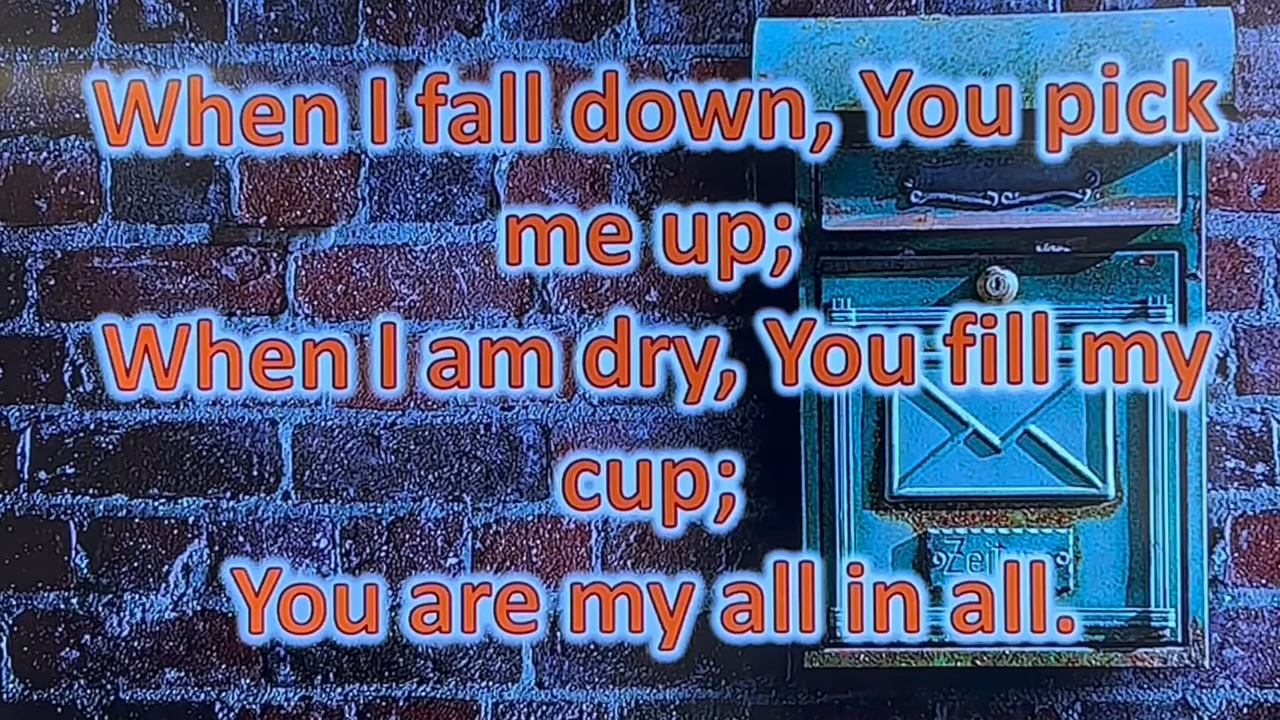 When I fall down, You pick
me up;
When I am dry, You fill my
cup;
You are my all in all.
Zeit